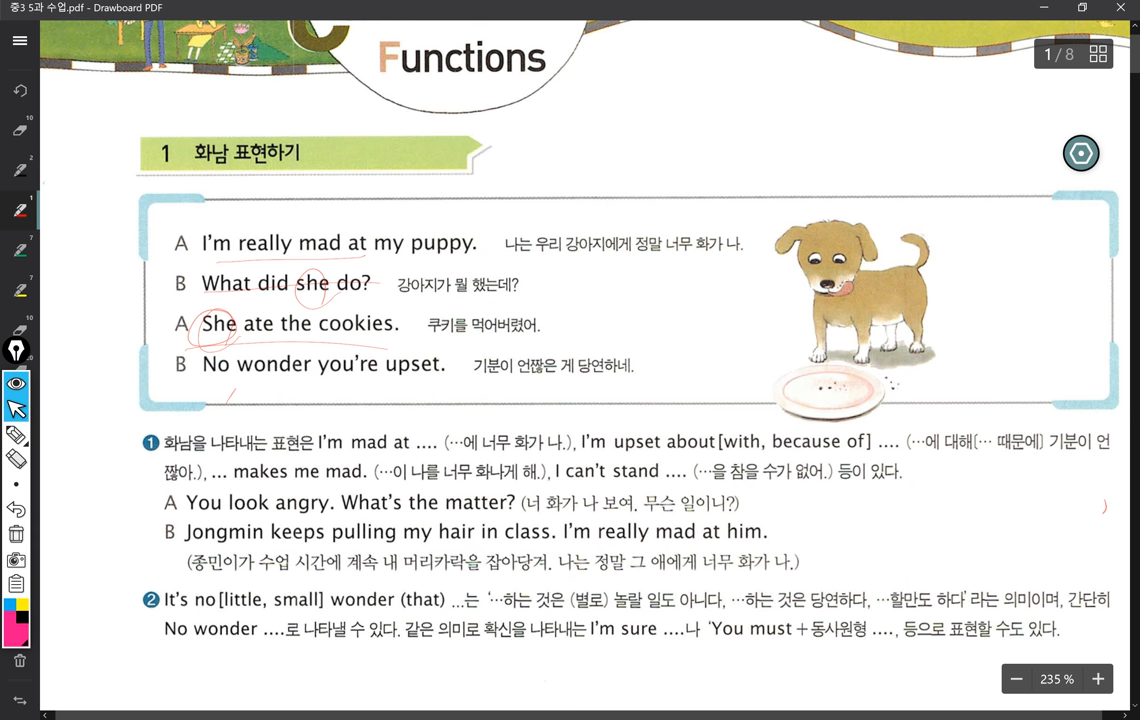 중3 5과 수업.pdf - Drawboard PDF
1 / 8
Functions
1 화남 표현하기
A I'm really mad at my puppy. 나는 우리 강아지에게 정말 너무 화가 나.
B What did she do? 강아지가 뭘 했는데?
A She ate the cookies. 쿠키를 먹어버렸어.
B No wonder you're upset. 기분이 언짢은 게 당연하네.
❶ 화남을 나타내는 표현은 I'm mad at .... (…에 너무 화가 나.), I'm upset about[with, because of] .... (…에 대해[… 때문에] 기분이 언
짢아.), ... makes me mad. (…이 나를 너무 화나게 해.), I can't stand .... (…을 참을 수가 없어.) 등이 있다.
A You look angry. What's the matter? (너 화가 나 보여. 무슨 일이니?)
B Jongmin keeps pulling my hair in class. I'm really mad at him.
(종민이가 수업 시간에 계속 내 머리카락을 잡아당겨. 나는 정말 그 애에게 너무 화가 나.)
❷ It's no[little, small] wonder (that) ...는 '…하는 것은 (별로) 놀랄 일도 아니다, …하는 것은 당연하다, …할만도 하다'라는 의미이며, 간단히
No wonder ....로 나타낼 수 있다. 같은 의미로 확신을 나타내는 I'm sure ....나 'You must+동사원형 ...., 등으로 표현할 수도 있다.
235 %
10
2
1
7
7
10